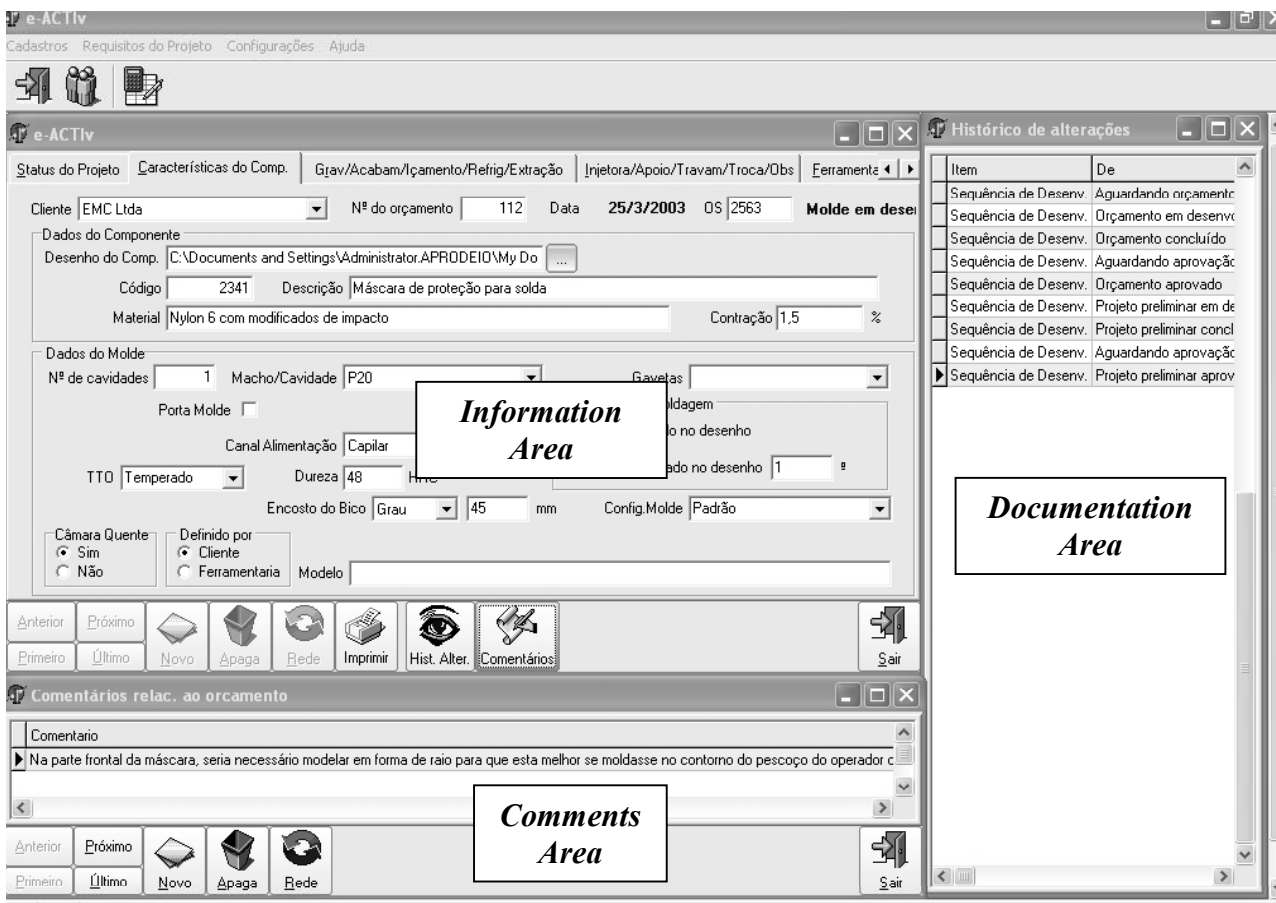 e-ACTIv
Cadastros Requisitos do Projeto Configurações Ajuda
e-ACTIv
Status do Projeto Características do Comp. Grav/Acabam/Içamento/Refrig/Extração Injetora/Apoio/Travam/Troca/Obs Ferramenta
Cliente EMC Ltda Nº do orçamento 112 Data 25/3/2003 OS 2563 Molde em dese
Dados do Componente
Desenho do Comp. C:\Documents and Settings\Administrator.APRODEIO\My Do ...
Código 2341 Descrição Máscara de proteção para solda
Material Nylon 6 com modificados de impacto Contração 1,5 %
Dados do Molde
Nº de cavidades 1 Macho/Cavidade P20 Gavetas
Porta Molde oldagem
Information
Area
o no desenho
Canal Alimentação Capilar
TTO Temperado Dureza 48 ado no desenho 1 º
Encosto do Bico Grau 45 mm Config.Molde Padrão
Câmara Quente Definido por
Sim Cliente
Não Ferramentaria Modelo
Anterior Próximo
Primeiro Último Novo Apaga Rede Imprimir Hist. Alter. Comentários Sair
Comentários relac. ao orcamento
Comentario
Na parte frontal da máscara, seria necessário modelar em forma de raio para que esta melhor se moldasse no contorno do pescoço do operador c
Comments
Area
Anterior Próximo
Primeiro Último Novo Apaga Rede Sair
Histórico de alterações
Item De
Sequência de Desenv. Aguardando orçamento
Sequência de Desenv. Orçamento em desenvo
Sequência de Desenv. Orçamento concluído
Sequência de Desenv. Aguardando aprovação
Sequência de Desenv. Orçamento aprovado
Sequência de Desenv. Projeto preliminar em de
Sequência de Desenv. Projeto preliminar concl
Sequência de Desenv. Aguardando aprovação
Sequência de Desenv. Projeto preliminar aprov
Documentation
Area